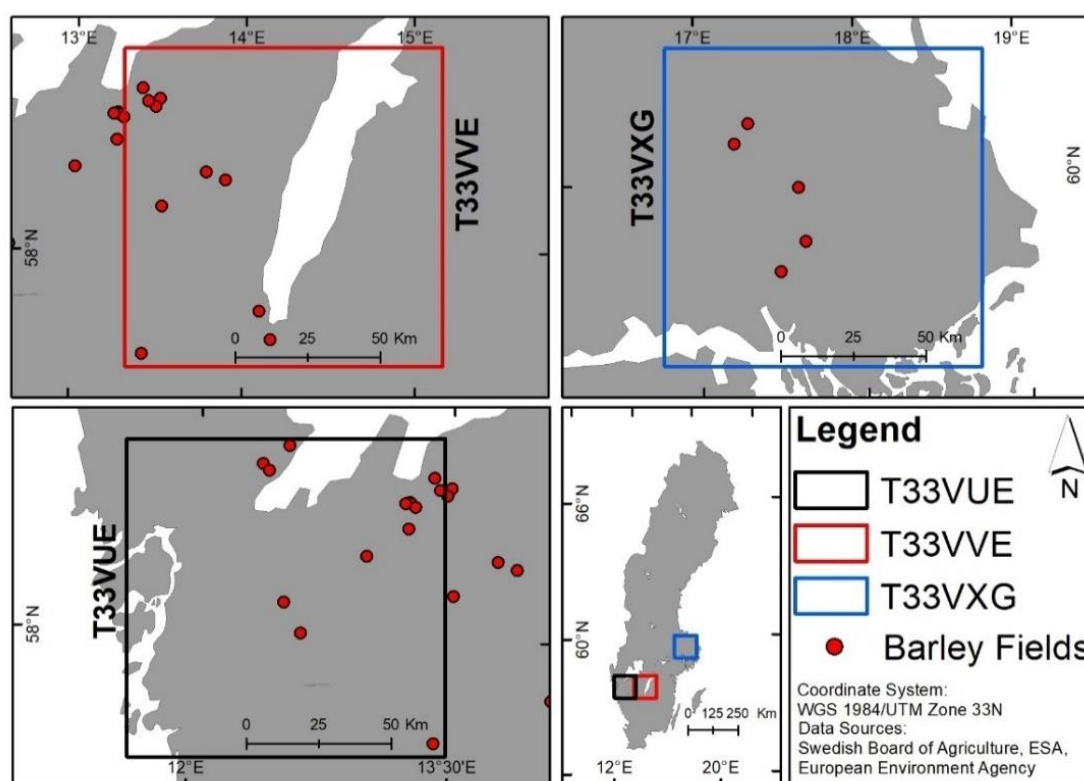 13°E 14°E 15°E
58°N
T33VVE
0 25 50 Km
17°E 18°E 19°E
60°N
T33VXG
0 25 50 Km
58°N
T33VUE
0 25 50 Km
12°E 13°30'E
66°N
60°N
0 125 250 Km
12°E 20°E
Legend
N
T33VUE
T33VVE
T33VXG
Barley Fields
Coordinate System:
WGS 1984/UTM Zone 33N
Data Sources:
Swedish Board of Agriculture, ESA,
European Environment Agency